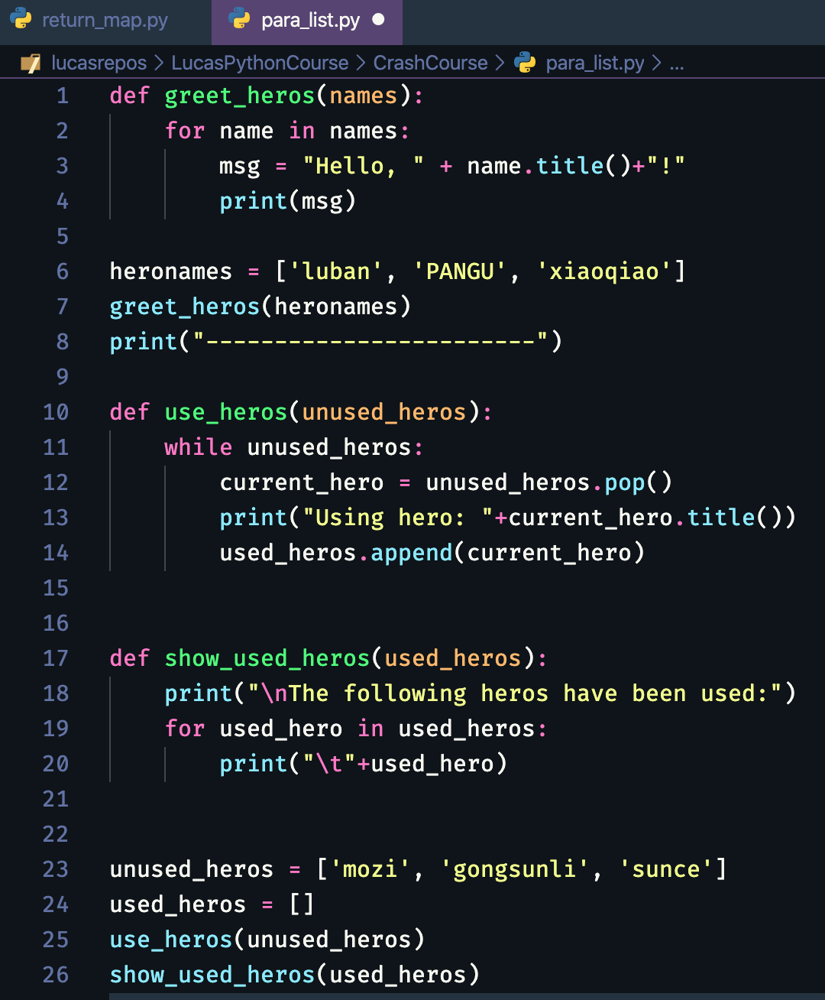 return_map.py para_list.py
lucasrepos > LucasPythonCourse > CrashCourse > para_list.py > ...
1 def greet_heros(names):
2     for name in names:
3         msg = "Hello, " + name.title()+"!"
4         print(msg)
5
6 heronames = ['luban', 'PANGU', 'xiaoqiao']
7 greet_heros(heronames)
8 print("------------------------")
9
10 def use_heros(unused_heros):
11     while unused_heros:
12         current_hero = unused_heros.pop()
13         print("Using hero: "+current_hero.title())
14         used_heros.append(current_hero)
15
16
17 def show_used_heros(used_heros):
18     print("\nThe following heros have been used:")
19     for used_hero in used_heros:
20         print("\t"+used_hero)
21
22
23 unused_heros = ['mozi', 'gongsunli', 'sunce']
24 used_heros = []
25 use_heros(unused_heros)
26 show_used_heros(used_heros)